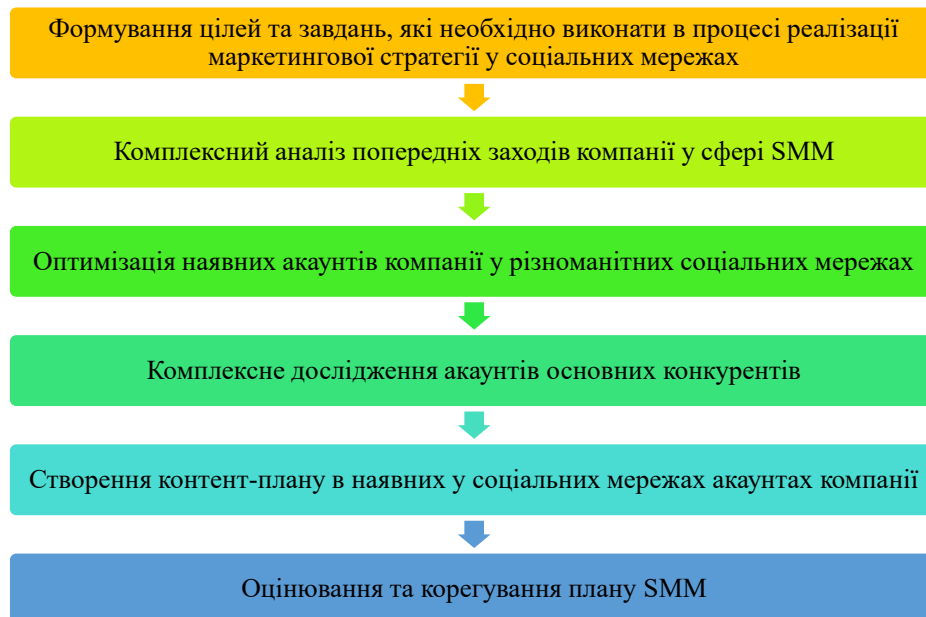 Формування цілей та завдань, які необхідно виконати в процесі реалізації
маркетингової стратегії у соціальних мережах
Комплексний аналіз попередніх заходів компанії у сфері SMM
Оптимізація наявних акаунтів компанії у різноманітних соціальних мережах
Комплексне дослідження акаунтів основних конкурентів
Створення контент-плану в наявних у соціальних мережах акаунтах компанії
Оцінювання та корегування плану SMM